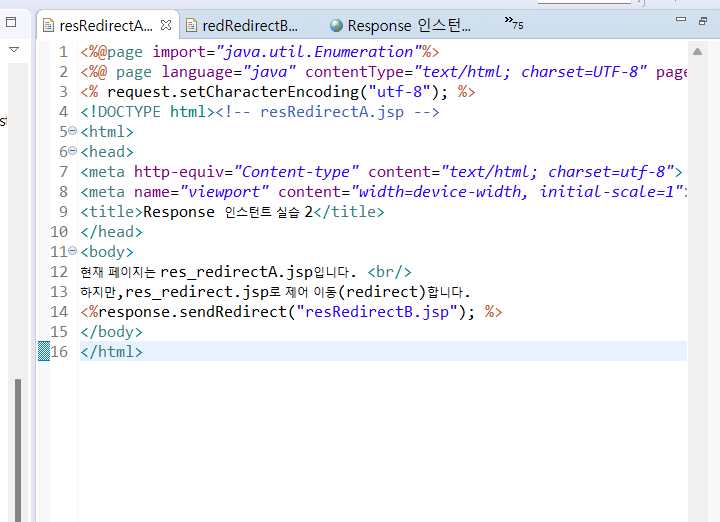 resRedirectA...
redRedirectB...
Response 인스턴...
»75
st
1 <%@page import="java.util.Enumeration"%>
2 <%@ page language="java" contentType="text/html; charset=UTF-8" page
3 <% request.setCharacterEncoding("utf-8"); %>
4 <!DOCTYPE html><!-- resRedirectA.jsp -->
5 <html>
6 <head>
7 <meta http-equiv="Content-type" content="text/html; charset=utf-8">
8 <meta name="viewport" content="width=device-width, initial-scale=1">
9 <title>Response 인스턴트 실습 2</title>
10 </head>
11 <body>
12 현재 페이지는 res_redirectA.jsp입니다. <br/>
13 하지만,res_redirect.jsp로 제어 이동(redirect)합니다.
14 <%response.sendRedirect("resRedirectB.jsp"); %>
15 </body>
16 </html>